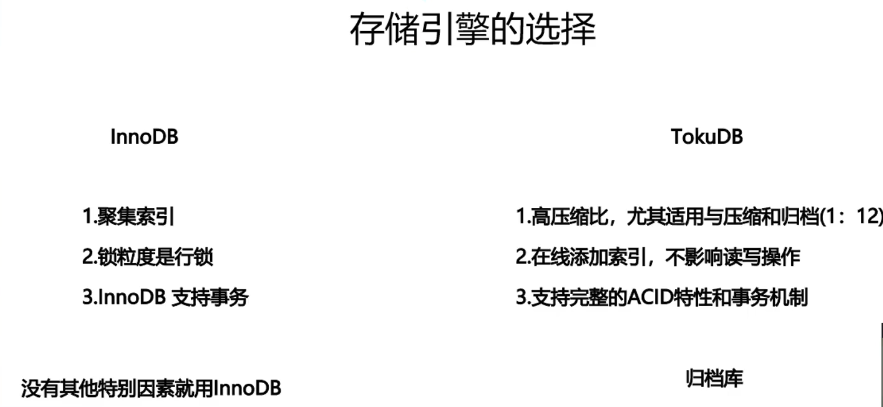 存储引擎的选择
InnoDB
1.聚集索引
2.锁粒度是行锁
3.InnoDB 支持事务
没有其他特别因素就用InnoDB
TokuDB
1.高压缩比，尤其适用与压缩和归档(1：12)
2.在线添加索引，不影响读写操作
3.支持完整的ACID特性和事务机制
归档库